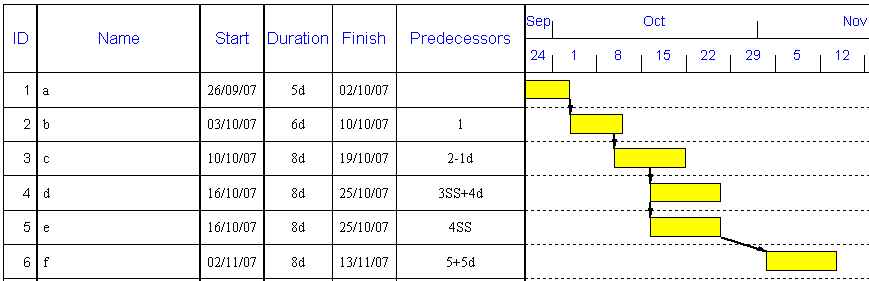 Sep Oct Nov
ID Name Start Duration Finish Predecessors
24 1 8 15 22 29 5 12
1 a 26/09/07 5d 02/10/07
2 b 03/10/07 6d 10/10/07 1
3 c 10/10/07 8d 19/10/07 2-1d
4 d 16/10/07 8d 25/10/07 3SS+4d
5 e 16/10/07 8d 25/10/07 4SS
6 f 02/11/07 8d 13/11/07 5+5d